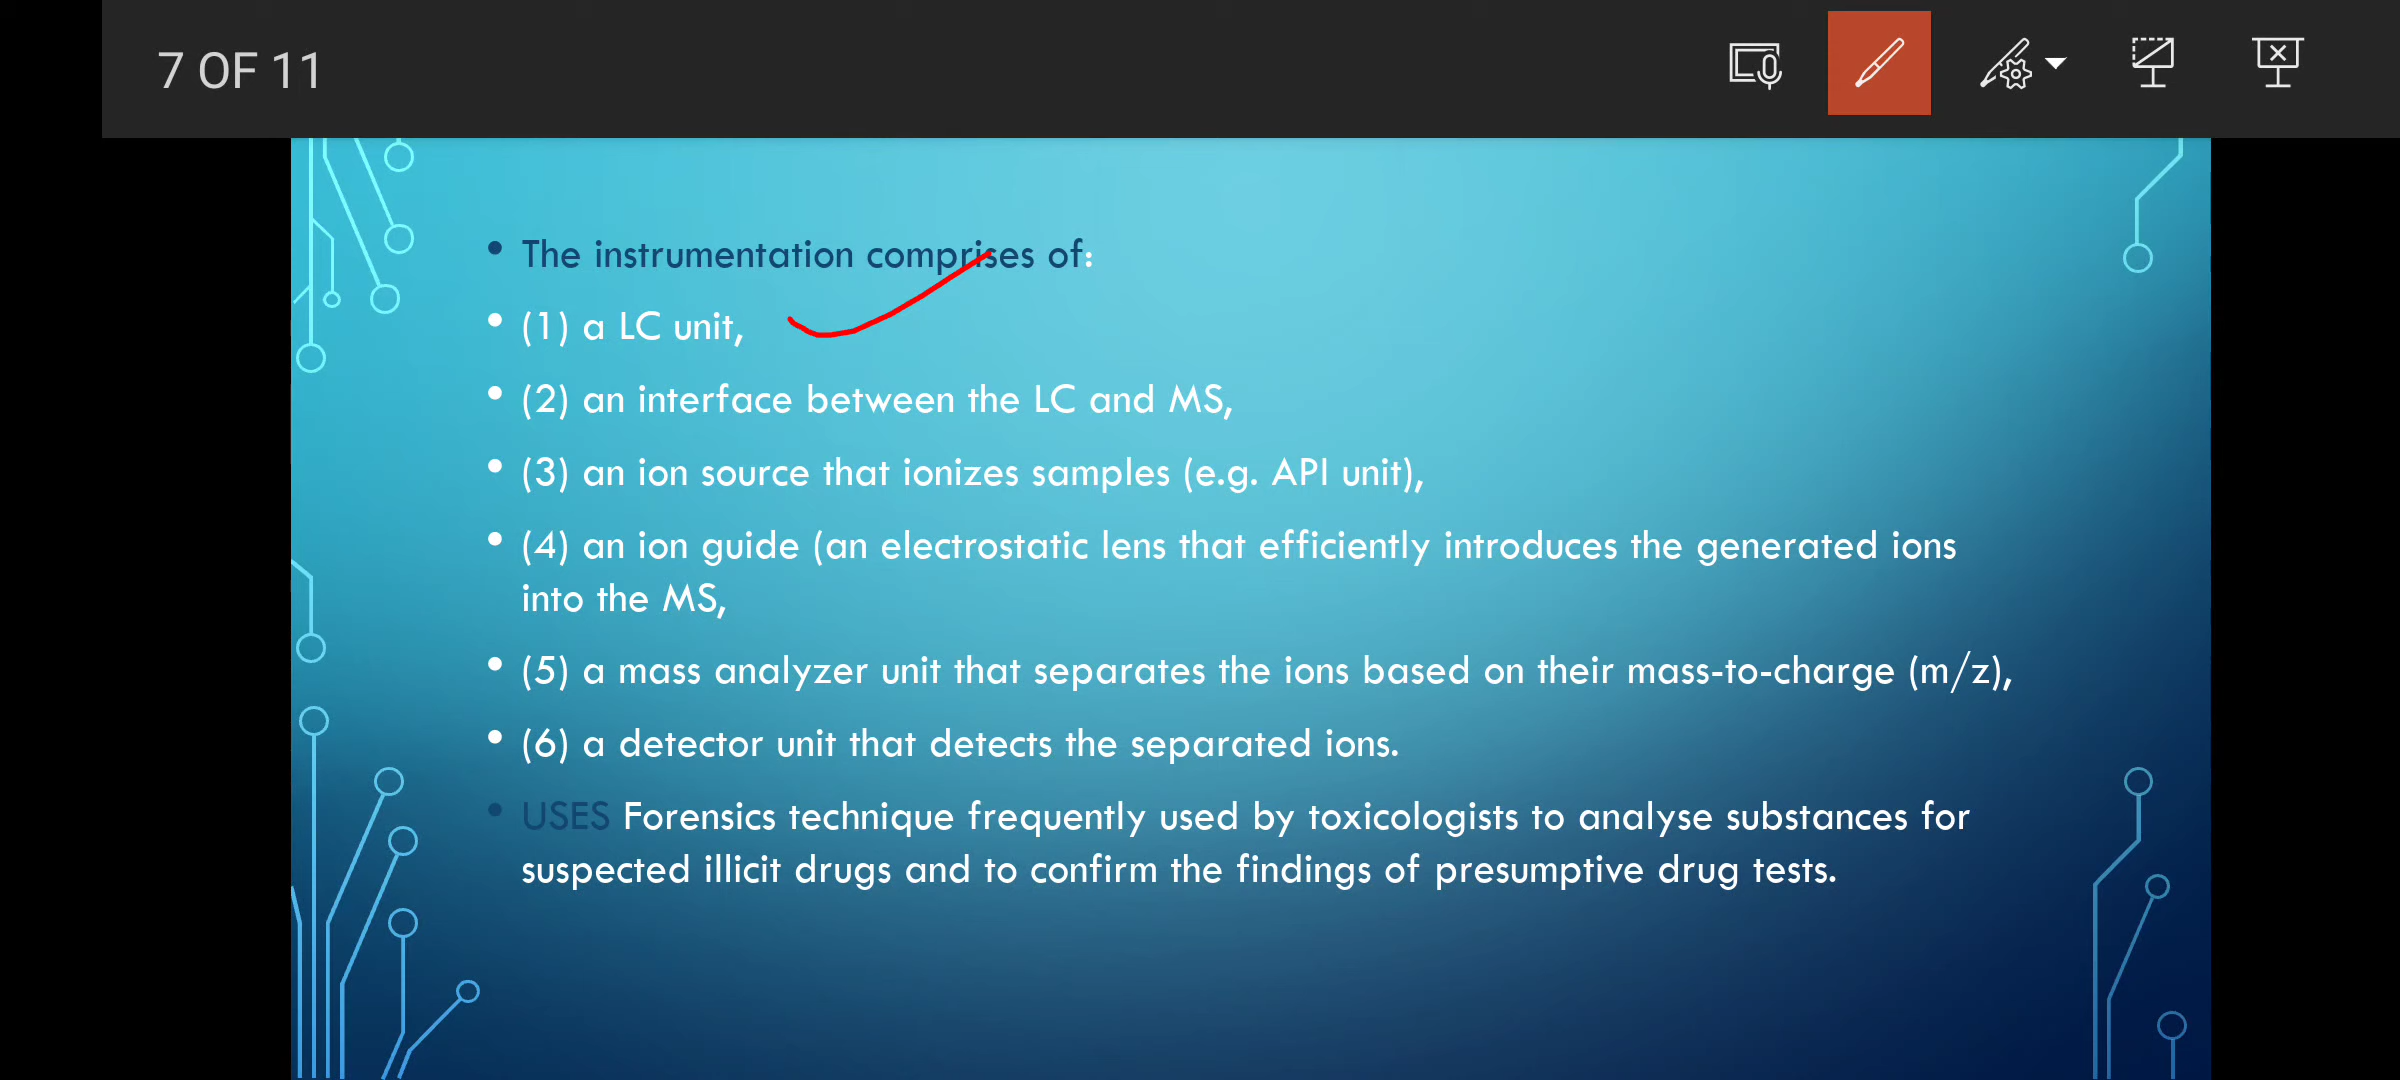 7 OF 11
• The instrumentation comprises of:
• (1) a LC unit,
• (2) an interface between the LC and MS,
• (3) an ion source that ionizes samples (e.g. API unit),
• (4) an ion guide (an electrostatic lens that efficiently introduces the generated ions
into the MS,
• (5) a mass analyzer unit that separates the ions based on their mass-to-charge (m/z),
• (6) a detector unit that detects the separated ions.
• USES Forensics technique frequently used by toxicologists to analyse substances for
suspected illicit drugs and to confirm the findings of presumptive drug tests.